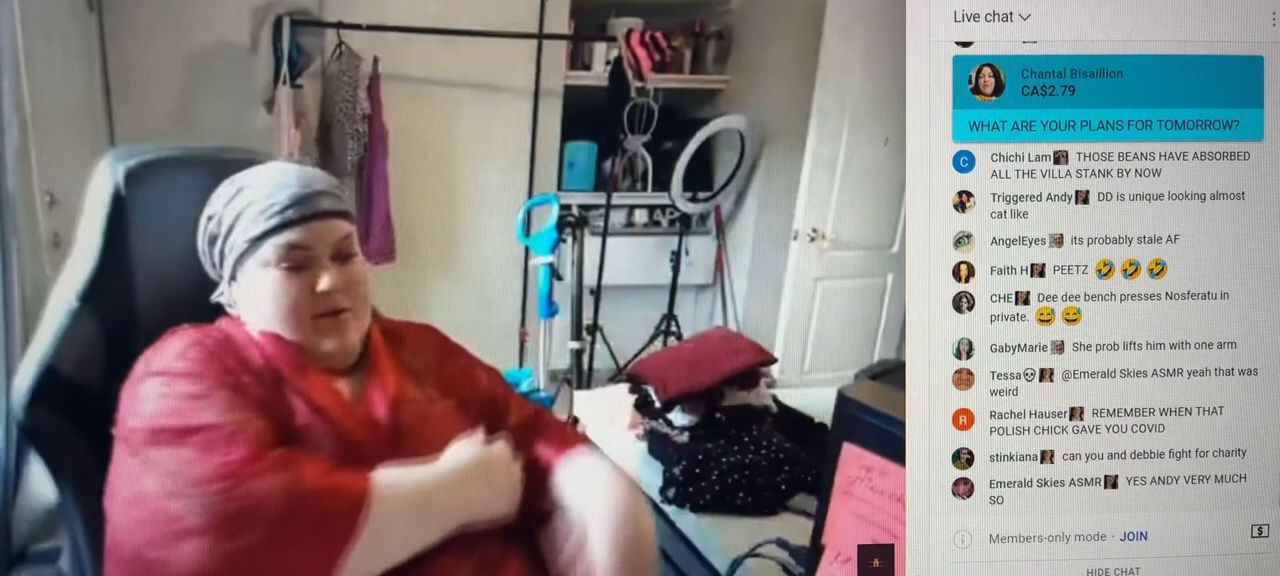 Live chat
Chantal Bisaillion
CA$2.79
WHAT ARE YOUR PLANS FOR TOMORROW?
C
Chichi Lam THOSE BEANS HAVE ABSORBED
ALL THE VILLA STANK BY NOW
Triggered Andy DD is unique looking almost
cat like
AngelEyes its probably stale AF
Faith H PEETZ 🤣🤣🤣
CHE Dee dee bench presses Nosferatu in
private. 😅😅
GabyMarie She prob lifts him with one arm
Tessa💀 @Emerald Skies ASMR yeah that was
weird
R
Rachel Hauser REMEMBER WHEN THAT
POLISH CHICK GAVE YOU COVID
stinkiana can you and debbie fight for charity
Emerald Skies ASMR YES ANDY VERY MUCH
SO
Members-only mode · JOIN
$
HIDE CHAT